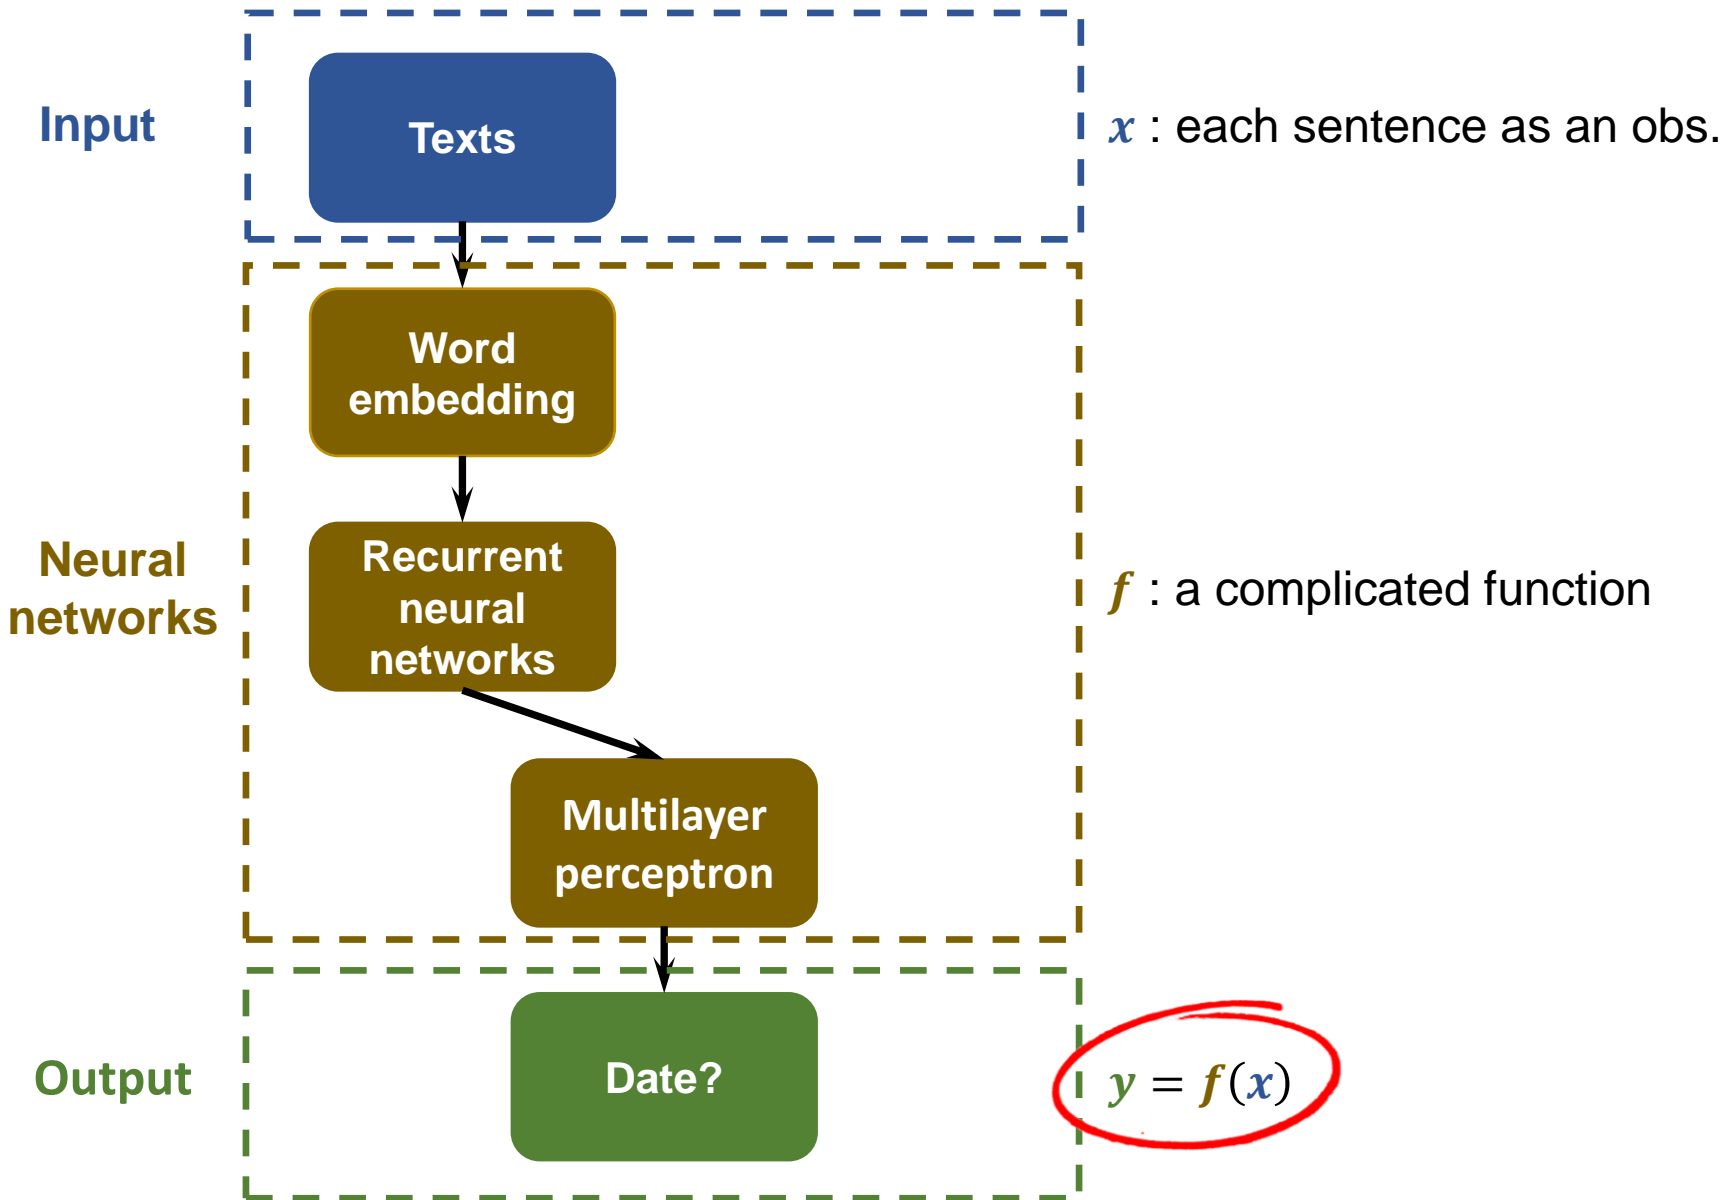 Input
Texts
x : each sentence as an obs.
Word
embedding
Neural
networks
Recurrent
neural
networks
f : a complicated function
Multilayer
perceptron
Output
Date?
y = f(x)